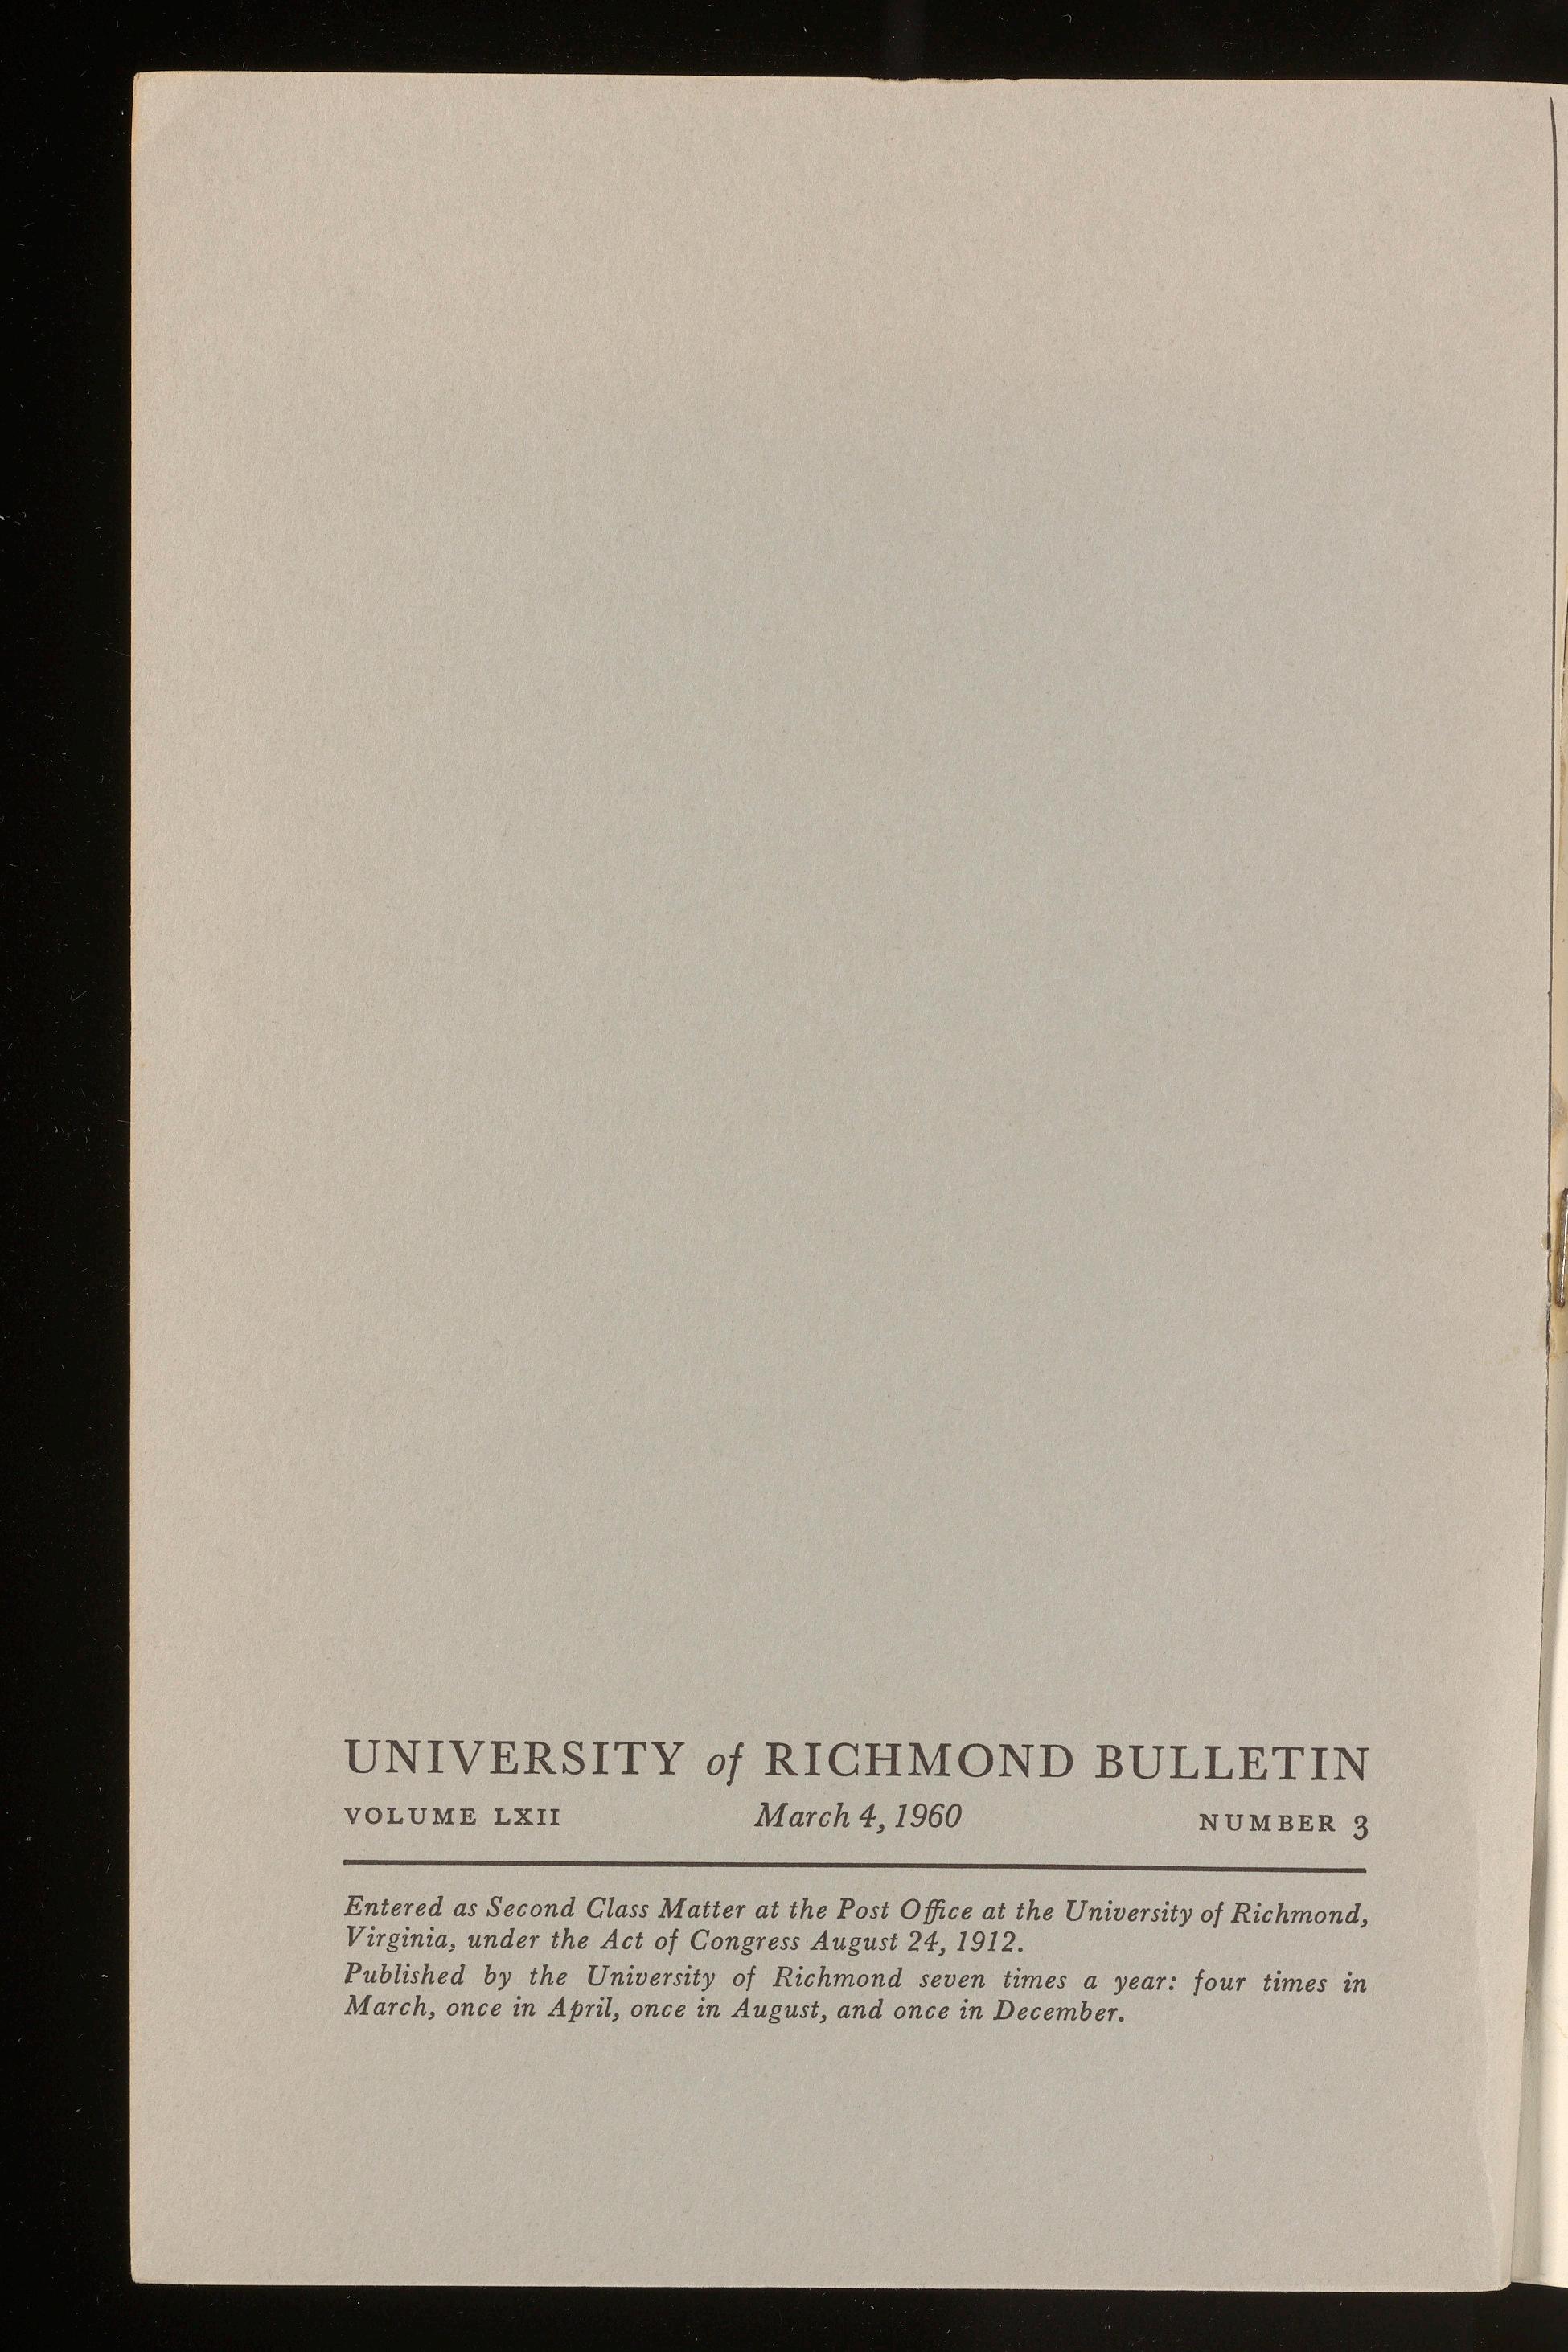 UNIVERSITY of RICHMOND BULLETIN
VOLUME LXII March 4, 1960 NUMBER 3
Entered as Second Class Matter at the Post Office at the University of Richmond,
Virginia, under the Act of Congress August 24, 1912.
Published by the University of Richmond seven times a year: four times in
March, once in April, once in August, and once in December.